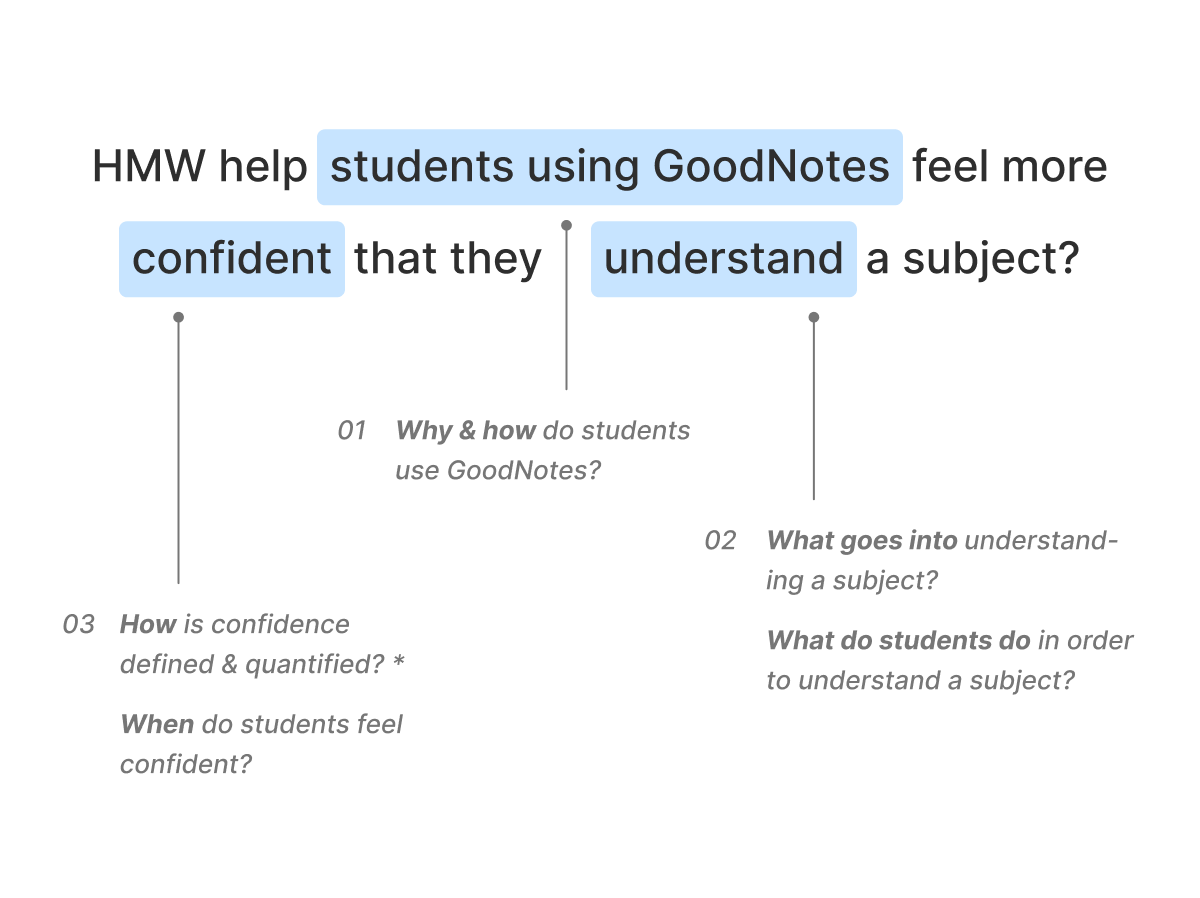 HMW help students using GoodNotes feel more
confident that they understand a subject?
01 Why & how do students
use GoodNotes?
02 What goes into understand-
ing a subject?
What do students do in order
to understand a subject?
03 How is confidence
defined & quantified? *
When do students feel
confident?